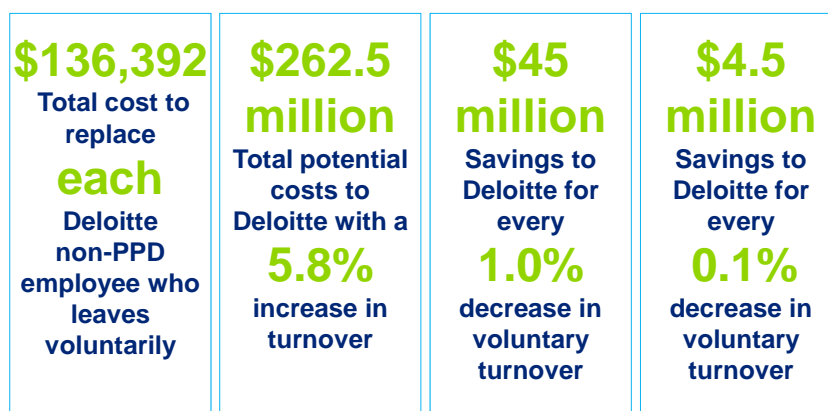 $136,392
Total cost to
replace
each
Deloitte
non-PPD
employee who
leaves
voluntarily
$262.5
million
Total potential
costs to
Deloitte with a
5.8%
increase in
turnover
$45
million
Savings to
Deloitte for
every
1.0%
decrease in
voluntary
turnover
$4.5
million
Savings to
Deloitte for
every
0.1%
decrease in
voluntary
turnover